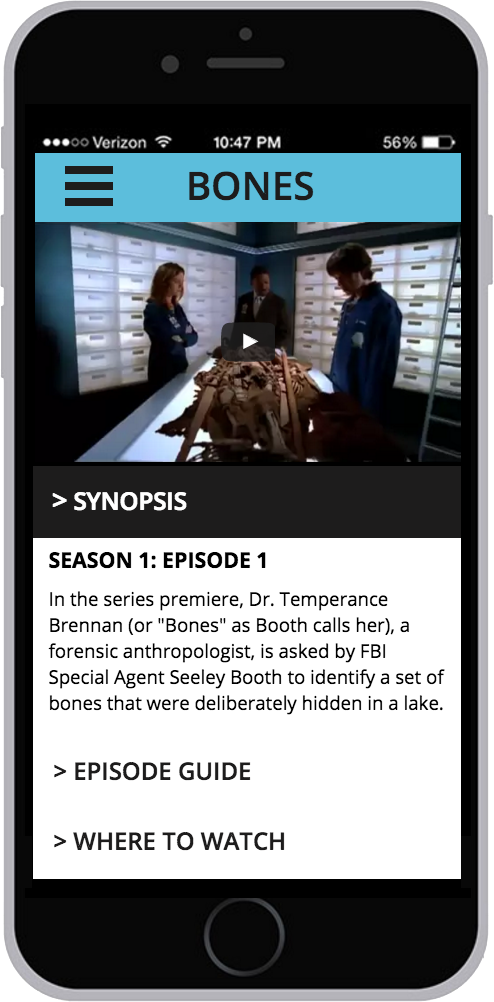 ●●●○○ Verizon 10:47 PM 56%
BONES
> SYNOPSIS
SEASON 1: EPISODE 1
In the series premiere, Dr. Temperance
Brennan (or "Bones" as Booth calls her), a
forensic anthropologist, is asked by FBI
Special Agent Seeley Booth to identify a set of
bones that were deliberately hidden in a lake.
> EPISODE GUIDE
> WHERE TO WATCH